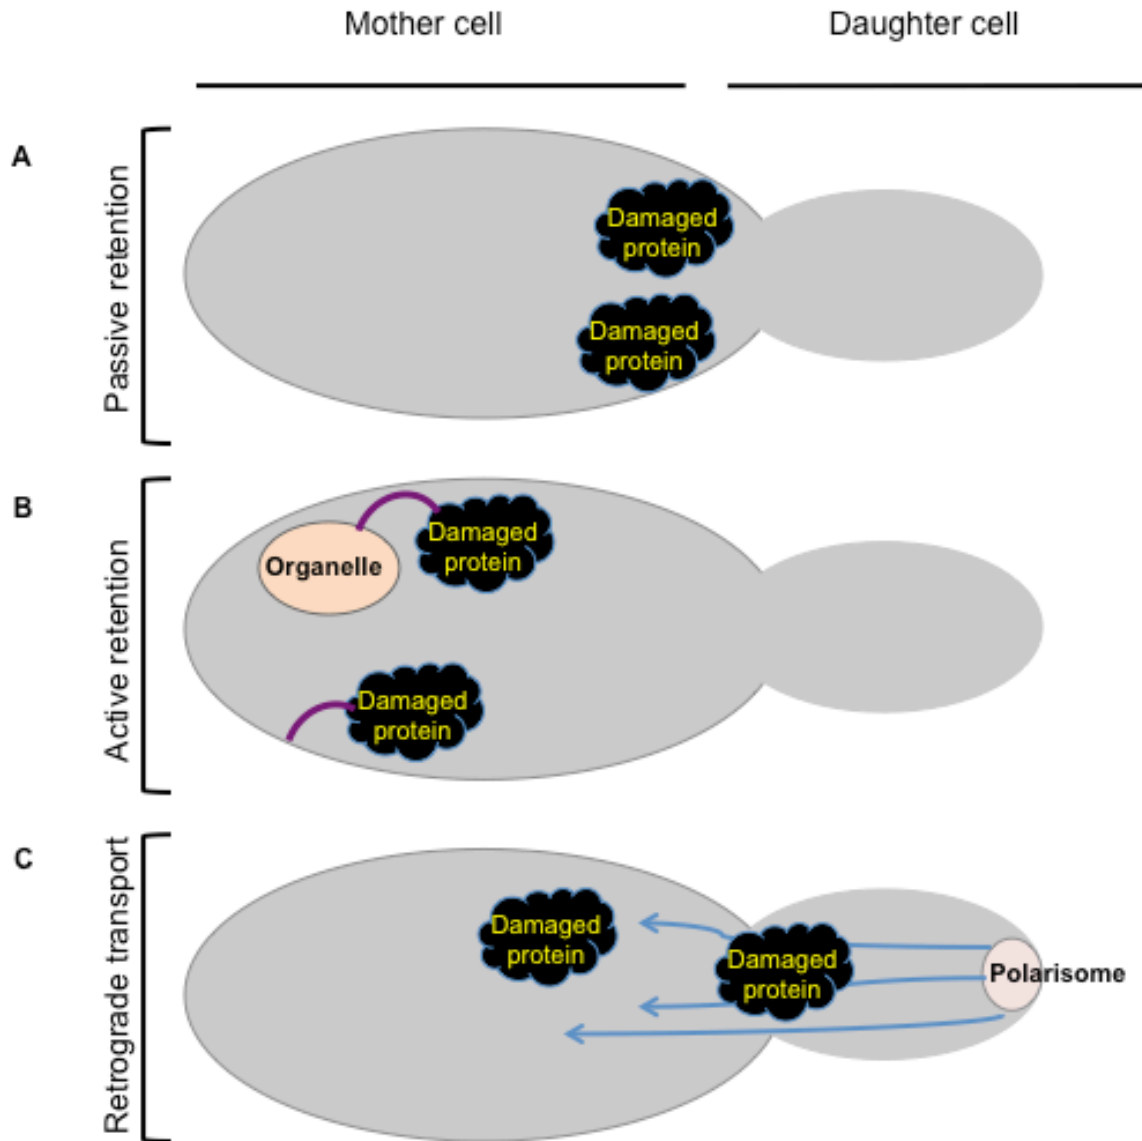 Mother cell
Daughter cell
A
Passive retention
Damaged
protein
Damaged
protein
B
Active retention
Organelle
Damaged
protein
Damaged
protein
C
Retrograde transport
Damaged
protein
Damaged
protein
Polarisome